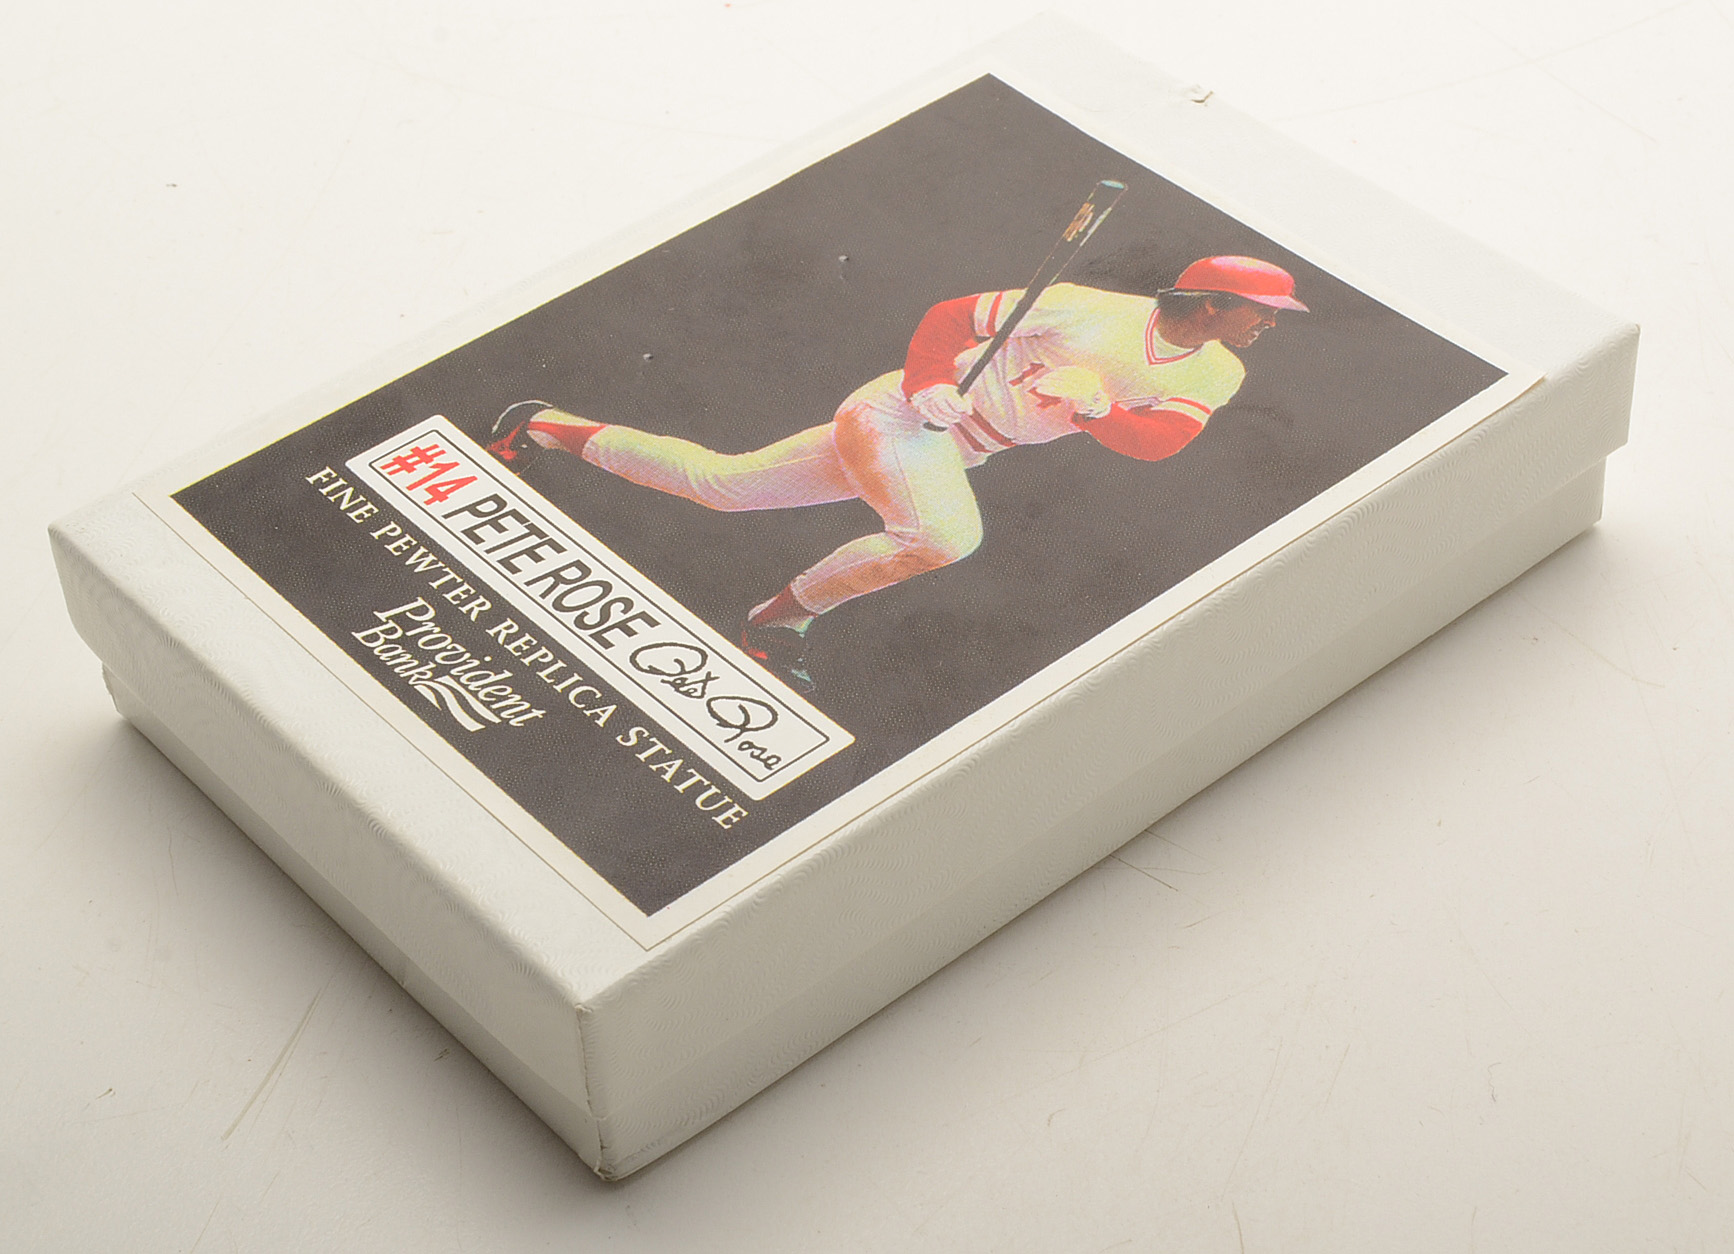 #14 PETE ROSE Pete Rose
FINE PEWTER REPLICA STATUE
Provident
Bank